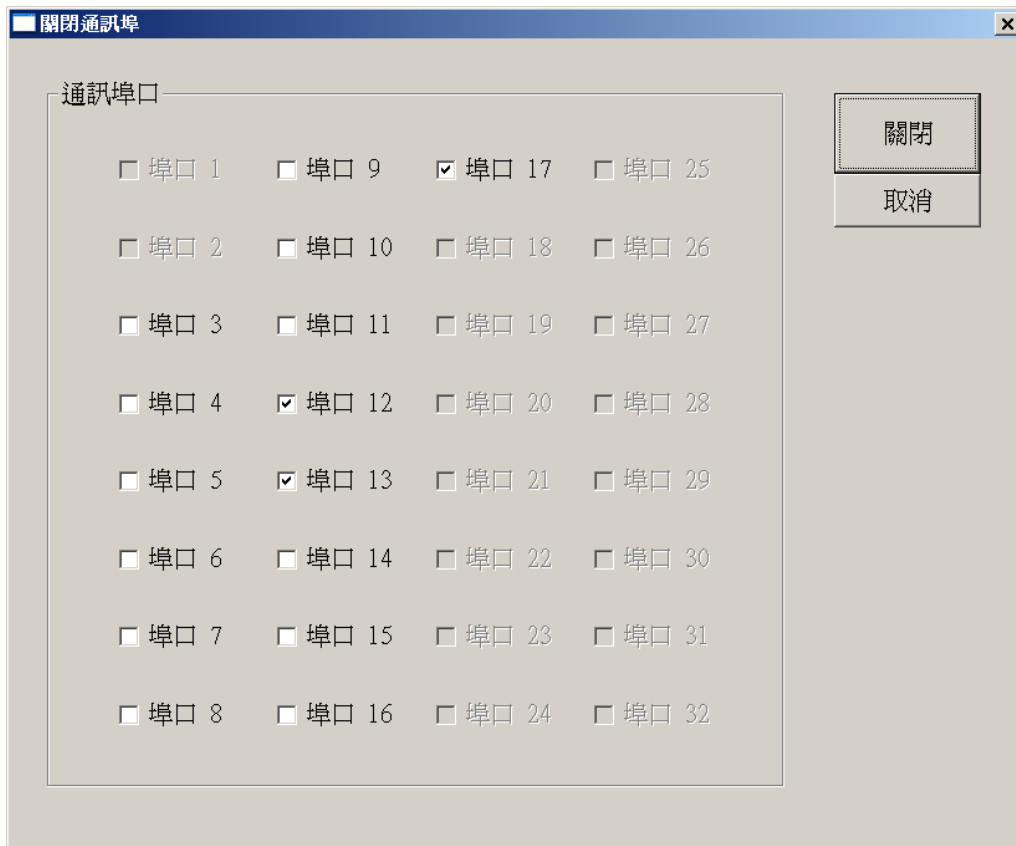 關閉通訊埠
通訊埠口
埠口 1 埠口 9 埠口 17 埠口 25
埠口 2 埠口 10 埠口 18 埠口 26
埠口 3 埠口 11 埠口 19 埠口 27
埠口 4 埠口 12 埠口 20 埠口 28
埠口 5 埠口 13 埠口 21 埠口 29
埠口 6 埠口 14 埠口 22 埠口 30
埠口 7 埠口 15 埠口 23 埠口 31
埠口 8 埠口 16 埠口 24 埠口 32
關閉
取消